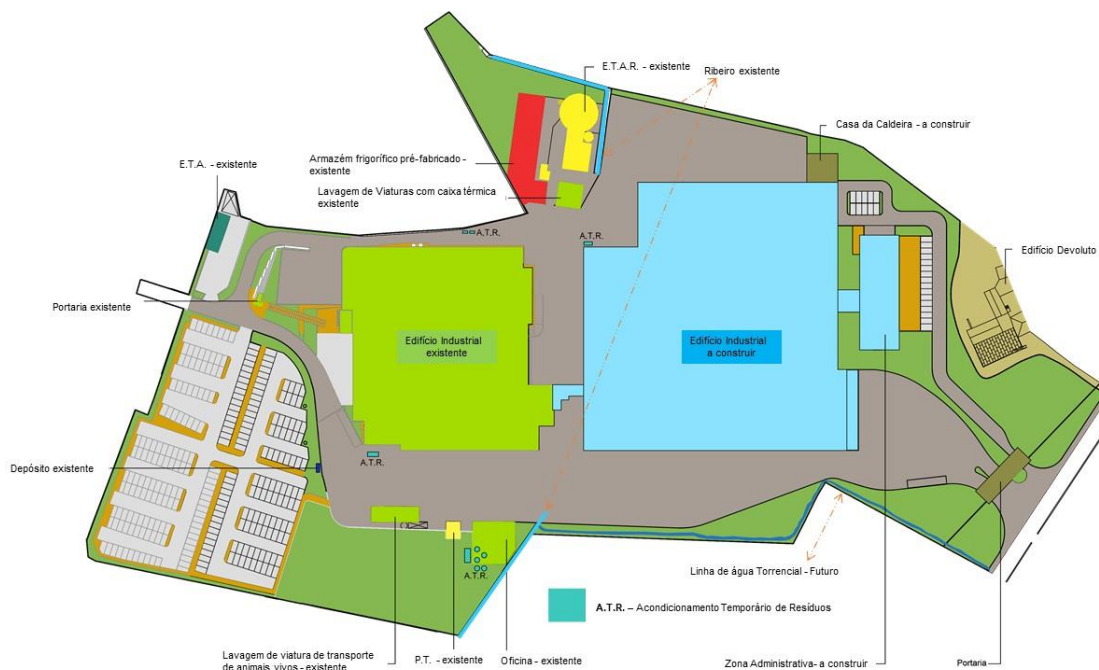 E.T.A.R. - existente
Ribeiro existente
Casa da Caldeira - a construir
E.T.A. - existente
Armazém frigorífico pré-fabricado -
existente
Lavagem de Viaturas com caixa térmica
existente
A.T.R.
A.T.R.
Edifício Devoluto
Portaria existente
Edifício Industrial
existente
Edifício Industrial
a construir
A.T.R.
Depósito existente
A.T.R.
Linha de água Torrencial - Futuro
A.T.R. – Acondicionamento Temporário de Resíduos
Lavagem de viatura de transporte
de animais vivos - existente
P.T. - existente
Oficina - existente
Zona Administrativa- a construir
Portaria